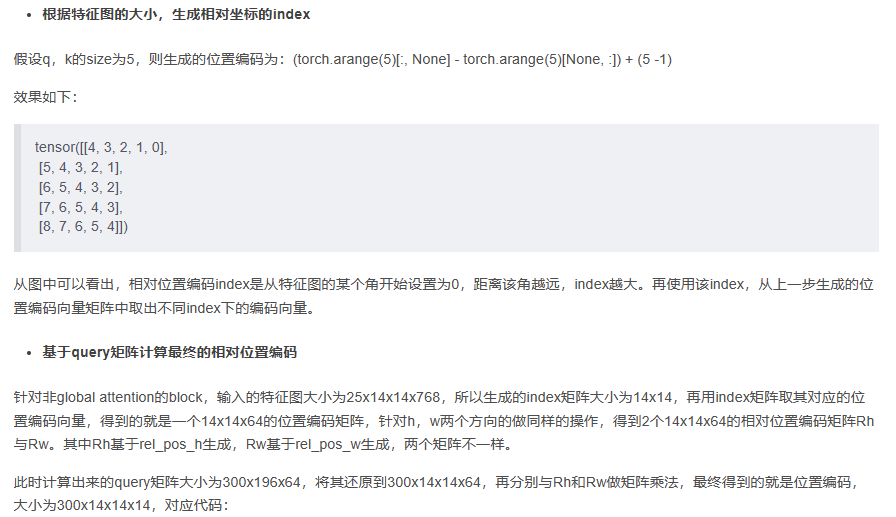 • 根据特征图的大小，生成相对坐标的index
假设q，k的size为5，则生成的位置编码为：(torch.arange(5)[:, None] - torch.arange(5)[None, :]) + (5 -1)
效果如下：
tensor([[4, 3, 2, 1, 0],
[5, 4, 3, 2, 1],
[6, 5, 4, 3, 2],
[7, 6, 5, 4, 3],
[8, 7, 6, 5, 4]])
从图中可以看出，相对位置编码index是从特征图的某个角开始设置为0，距离该角越远，index越大。再使用该index，从上一步生成的位
置编码向量矩阵中取出不同index下的编码向量。
• 基于query矩阵计算最终的相对位置编码
针对非global attention的block，输入的特征图大小为25x14x14x768，所以生成的index矩阵大小为14x14，再用index矩阵取其对应的位
置编码向量，得到的就是一个14x14x64的位置编码矩阵，针对h，w两个方向的做同样的操作，得到2个14x14x64的相对位置编码矩阵Rh
与Rw。其中Rh基于rel_pos_h生成，Rw基于rel_pos_w生成，两个矩阵不一样。
此时计算出来的query矩阵大小为300x196x64，将其还原到300x14x14x64，再分别与Rh和Rw做矩阵乘法，最终得到的就是位置编码，
大小为300x14x14x14，对应代码：